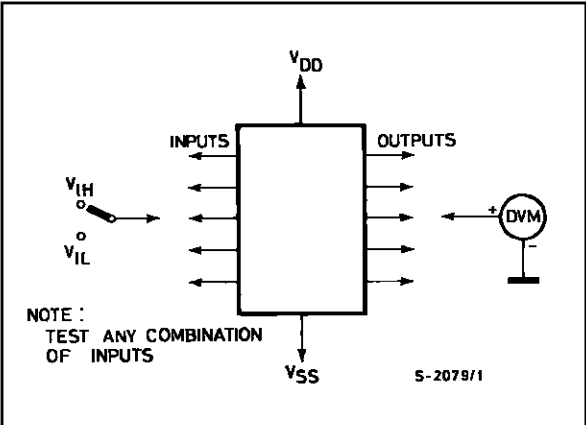 VDD
INPUTS
OUTPUTS
VIH
VIL
+
DVM
-
NOTE :
TEST ANY COMBINATION
OF INPUTS
VSS
S-2079/1